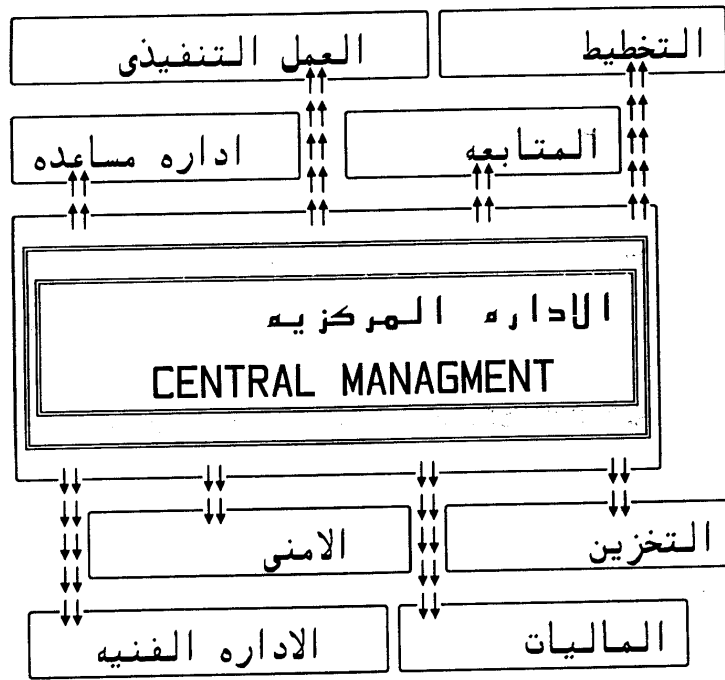 التخطيط
العمل التنفيذى
المتابعه
اداره مساعده
الاداره المركزيه
CENTRAL MANAGMENT
التخزين
الامنى
الماليات
الاداره الفنيه